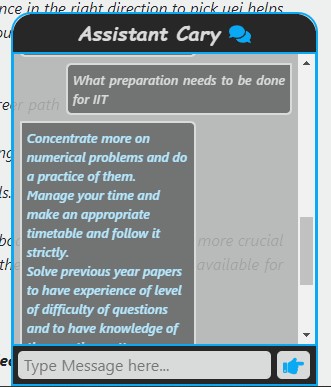 nce in the right direction to pick uei helps
Assistant Cary
ou
What preparation needs to be done
for IIT
reer path
Concentrate more on
numerical problems and do
a practice of them.
Manage your time and
make an appropriate
timetable and follow it
strictly.
Solve previous year papers
to have experience of level
of difficulty of questions
and to have knowledge of
ng
ls.
more crucial
the
available for
Type Message here...